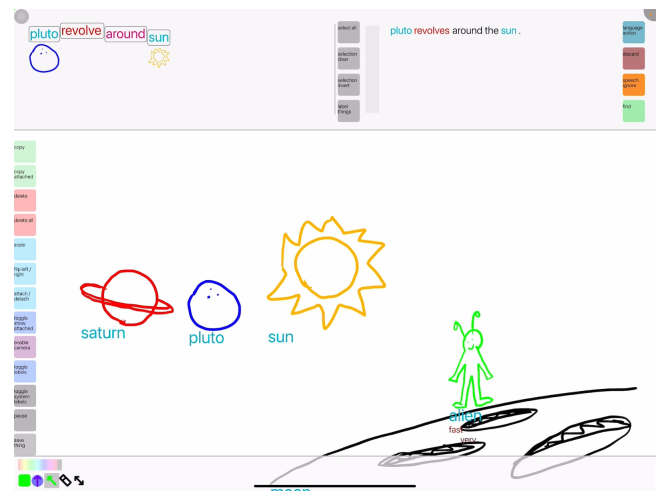 pluto revolve around sun
select all
selection clear
selection invert
label things
pluto revolves around the sun .
language action
discard
speech ignore
find
copy
copy attached
delete
delete all
scale
flip left / right
attach / detach
toggle show attached
enable camera
toggle labels
toggle system labels
pause
save thing
saturn
pluto
sun
alien
fast
very
moon